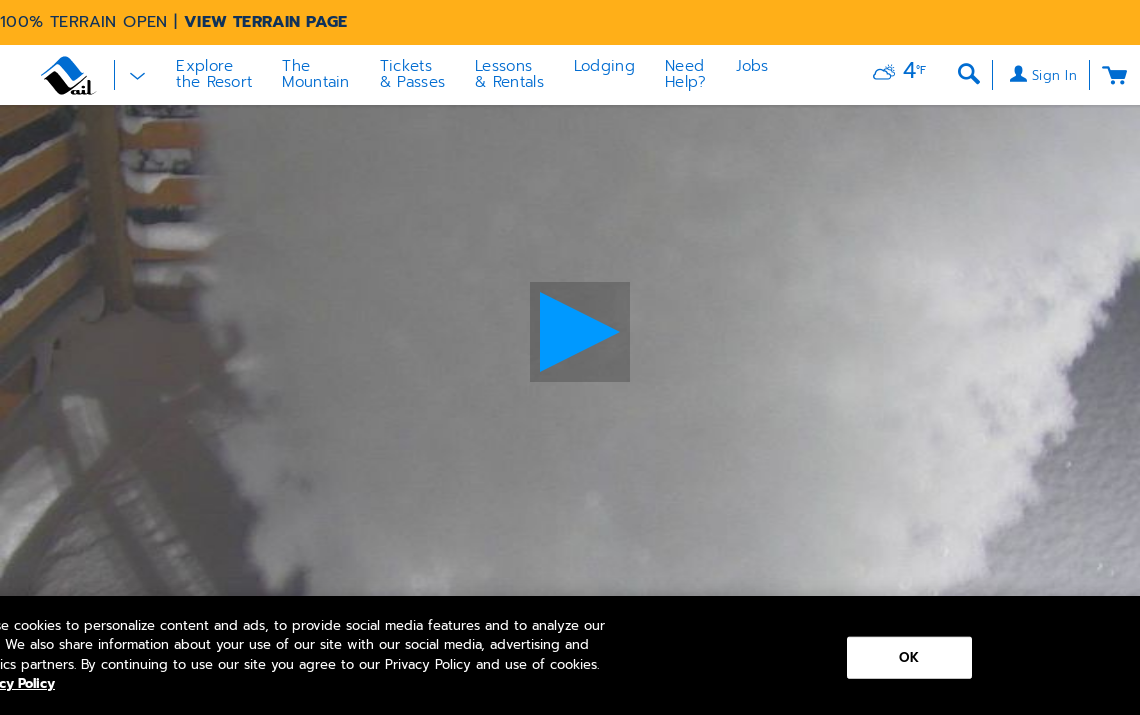 100% TERRAIN OPEN | VIEW TERRAIN PAGE
ail
Explore
the Resort
The
Mountain
Tickets
& Passes
Lessons
& Rentals
Lodging
Need
Help?
Jobs
4°F
Sign In
se cookies to personalize content and ads, to provide social media features and to analyze our
We also share information about your use of our site with our social media, advertising and
ics partners. By continuing to use our site you agree to our Privacy Policy and use of cookies.
cy Policy
OK